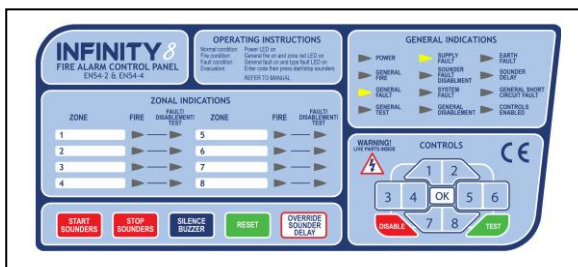 INFINITY 8
FIRE ALARM CONTROL PANEL
EN54-2 & EN54-4
OPERATING INSTRUCTIONS
Normal condition: Power LED on
Fire condition: General fire on and zone red LED on
Fault condition: General fault on and type fault LED on
Evacuation: Enter code then press start/stop sounders
REFER TO MANUAL
GENERAL INDICATIONS
POWER
SUPPLY FAULT
EARTH FAULT
GENERAL FIRE
SOUNDER FAULT DISABLMENT
SOUNDER DELAY
GENERAL FAULT
SYSTEM FAULT
GENERAL SHORT CIRCUIT FAULT
GENERAL TEST
GENERAL DISABLEMENT
CONTROLS ENABLED
ZONAL INDICATIONS
ZONE FIRE FAULT/ DISABLEMENT/ TEST
ZONE FIRE FAULT/ DISABLEMENT/ TEST
1 5
2 6
3 7
4 8
START SOUNDERS
STOP SOUNDERS
SILENCE BUZZER
RESET
OVERRIDE SOUNDER DELAY
WARNING!
LIVE PARTS INSIDE
CONTROLS
CE
1 2
3 4 OK 5 6
DISABLE 7 8 TEST